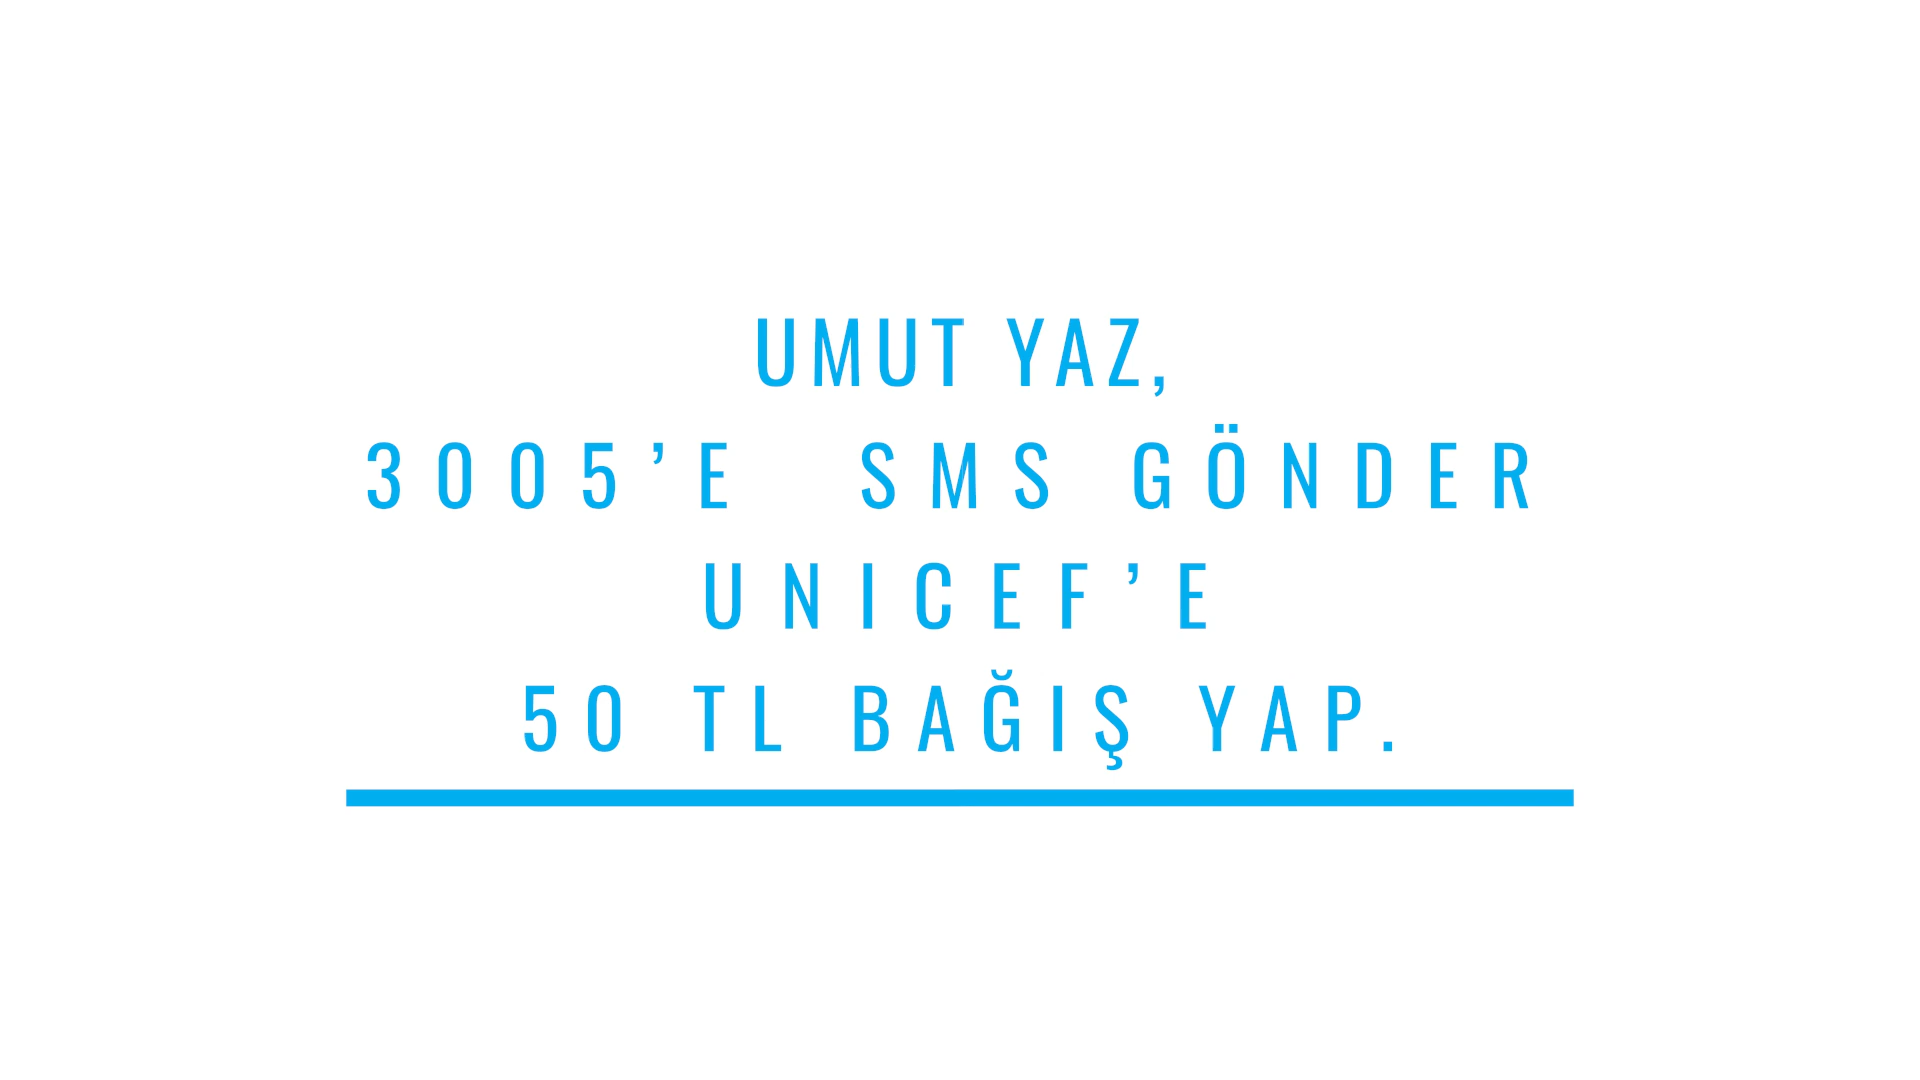 UMUT YAZ,
3005’E SMS GÖNDER
UNICEF’E
50 TL BAĞIŞ YAP.